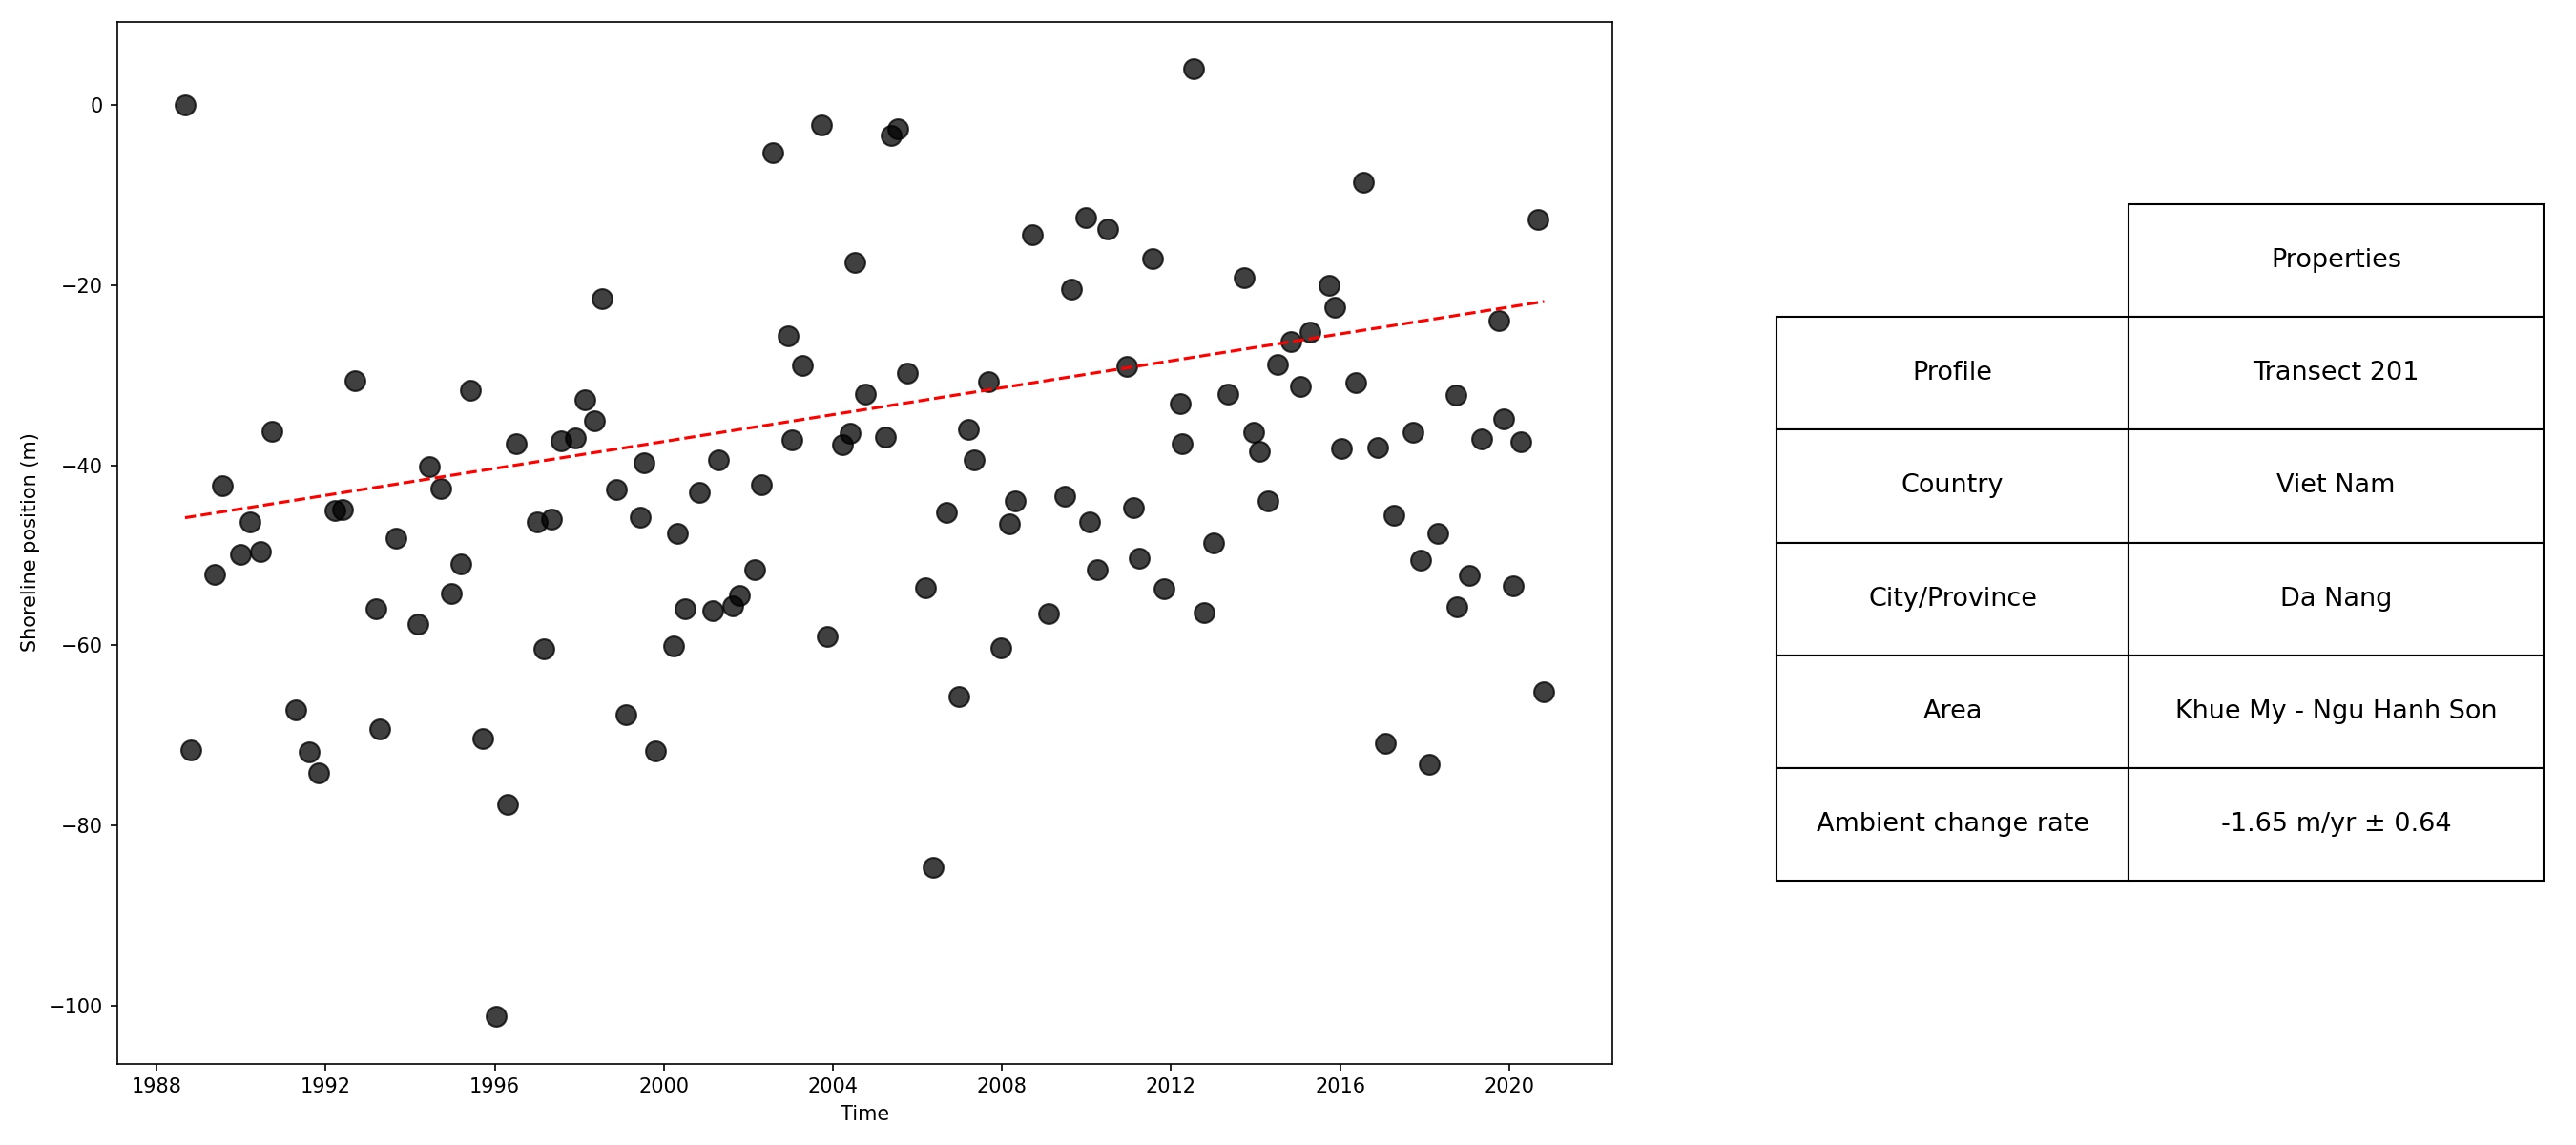 0
−20
−40
−60
−80
−100
Shoreline position (m)
1988 1992 1996 2000 2004 2008 2012 2016 2020
Time
Properties
Profile Transect 201
Country Viet Nam
City/Province Da Nang
Area Khue My - Ngu Hanh Son
Ambient change rate -1.65 m/yr ± 0.64